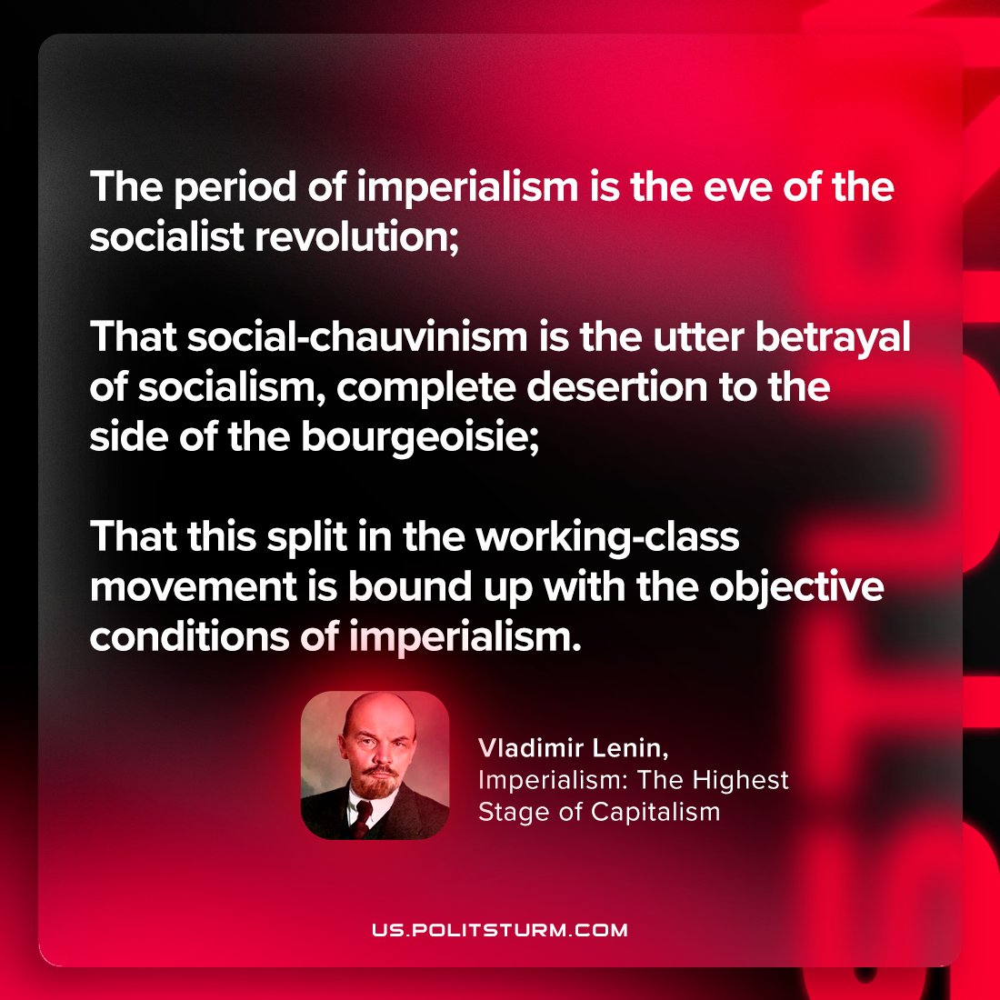 The period of imperialism is the eve of the
socialist revolution;
That social-chauvinism is the utter betrayal
of socialism, complete desertion to the
side of the bourgeoisie;
That this split in the working-class
movement is bound up with the objective
conditions of imperialism.
Vladimir Lenin,
Imperialism: The Highest
Stage of Capitalism
US.POLITSTURM.COM